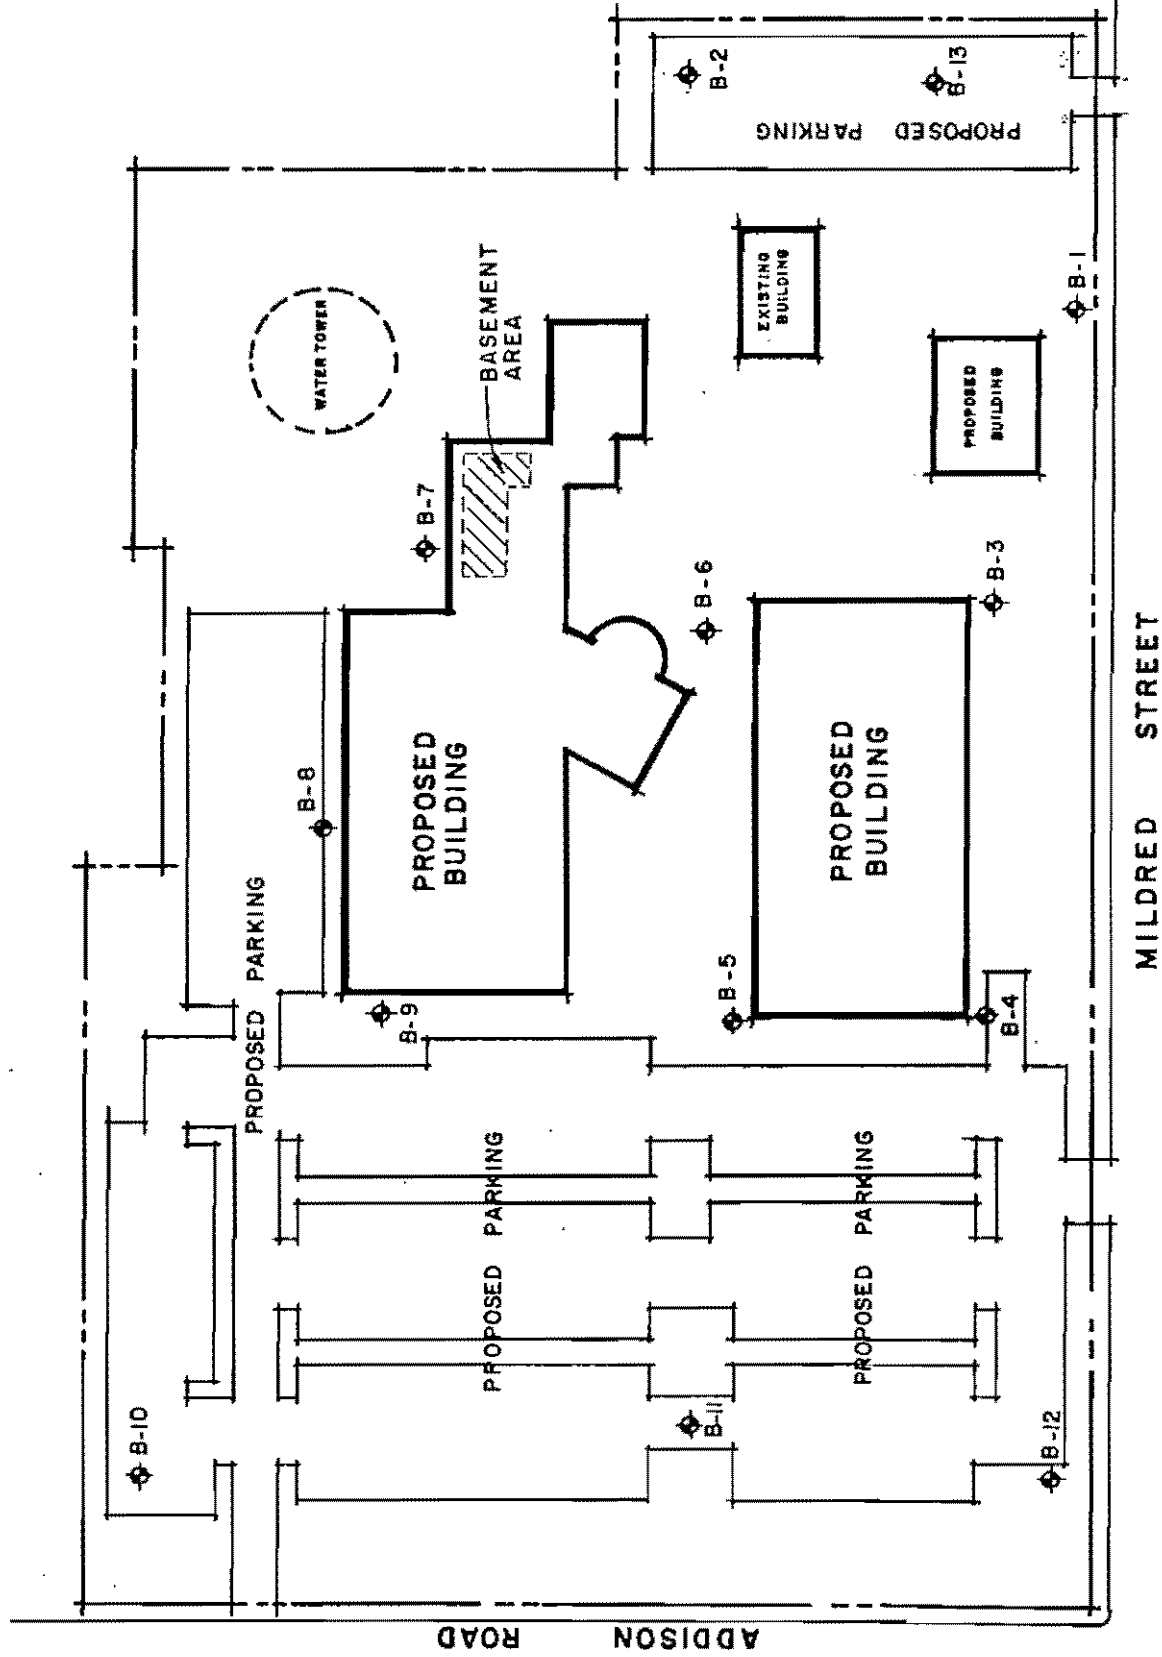 B-2
B-13
PROPOSED PARKING
WATER TOWER
BASEMENT
AREA
EXISTING
BUILDING
B-1
PROPOSED
BUILDING
B-7
B-6
B-3
B-8
PROPOSED
BUILDING
PROPOSED
BUILDING
MILDRED STREET
PROPOSED PARKING
B-9
B-5
B-4
PROPOSED PARKING
PROPOSED PARKING
B-10
B-11
B-12
ADDISON ROAD